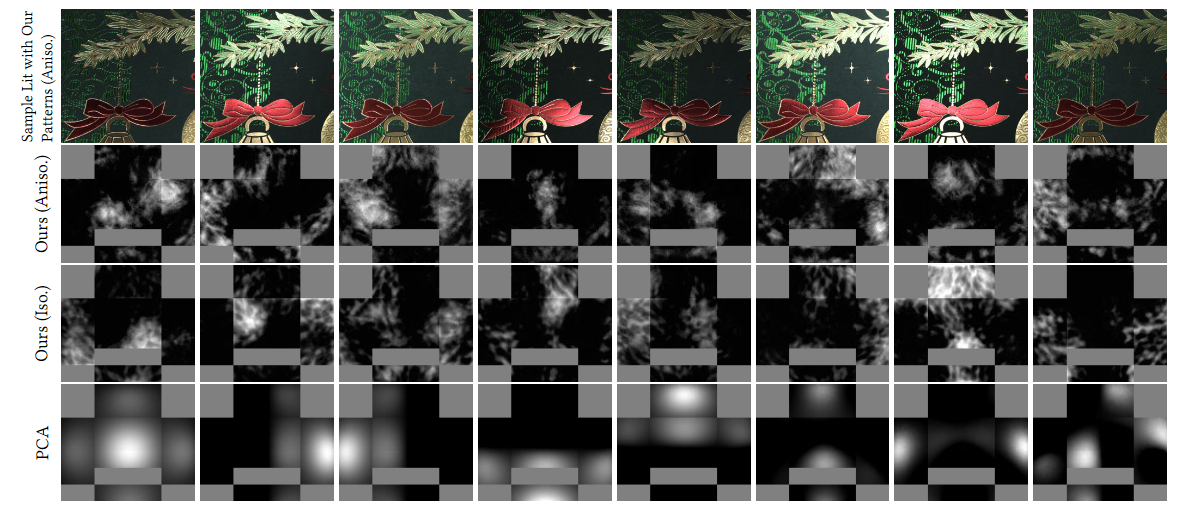 Sample Lit with Our
Patterns (Aniso.)
Ours (Aniso.)
Ours (Iso.)
PCA